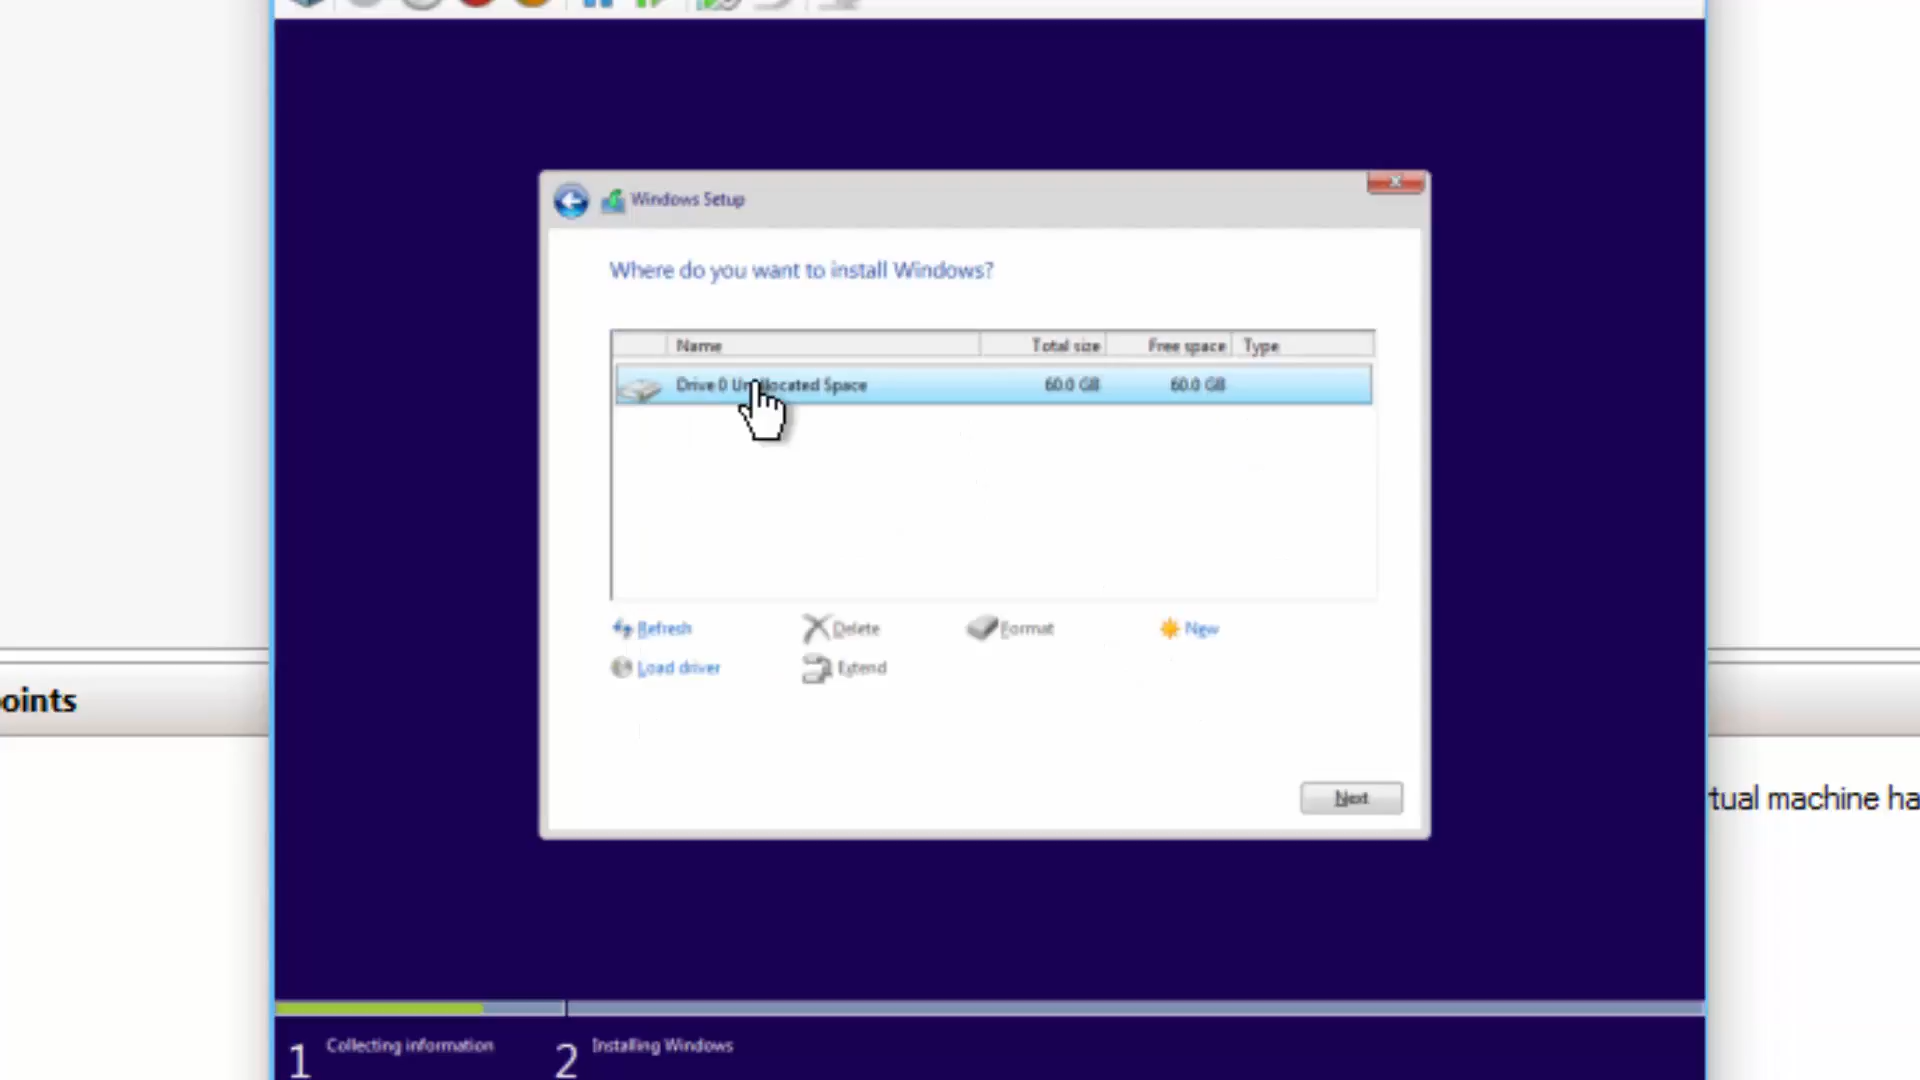 Windows Setup
Where do you want to install Windows?
Name Total size Free space Type
Drive 0 Unallocated Space 60.0 GB 60.0 GB
Refresh Delete Format New
Load driver Extend
Next
oints
tual machine ha
1 Collecting information 2 Installing Windows